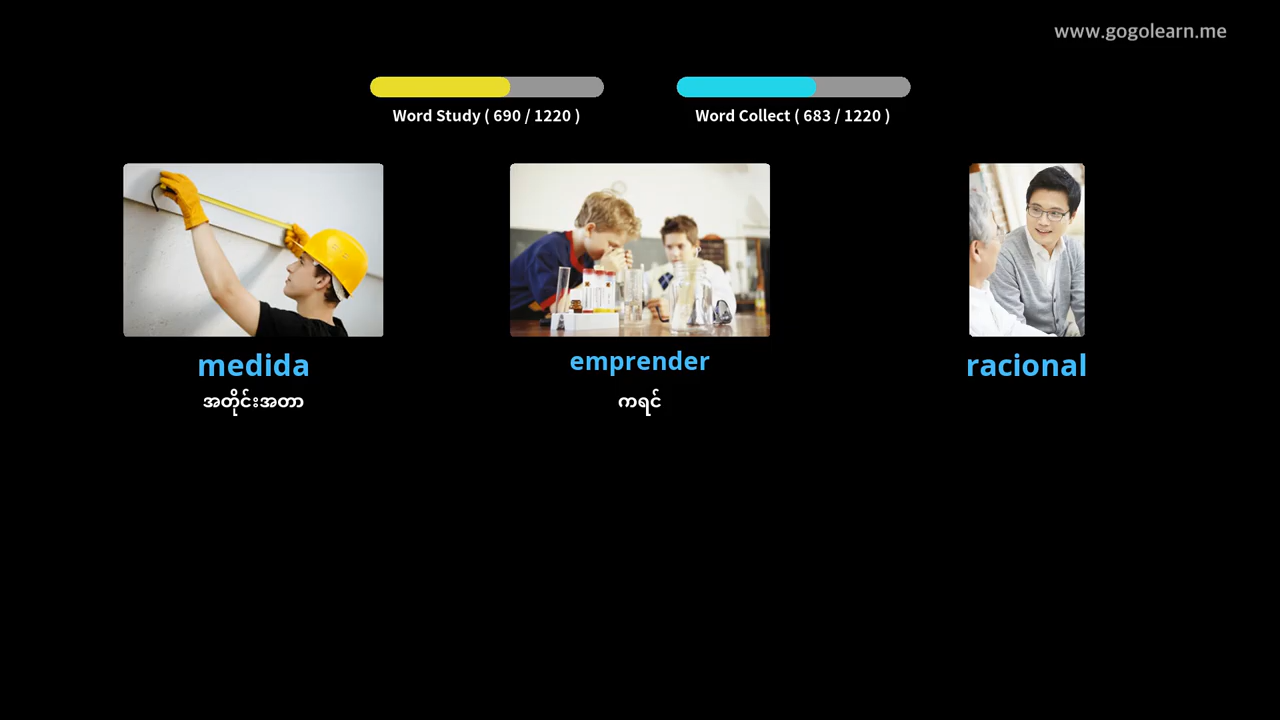 www.gogolearn.me
Word Study ( 690 / 1220 )
Word Collect ( 683 / 1220 )
medida
emprender
racional
အတိုင်းအတာ
ကရင်